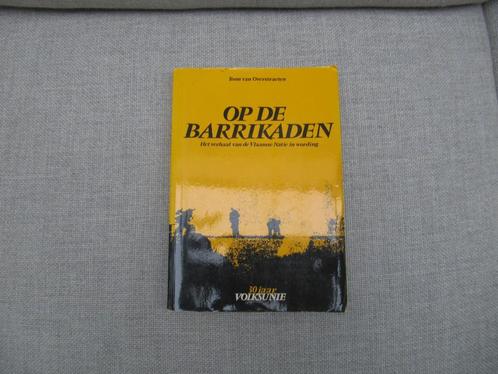 Toon van Overstraeten
OP DE
BARRIKADEN
Het verhaal van de Vlaamse Natie in wording
30 jaar
VOLKSUNIE